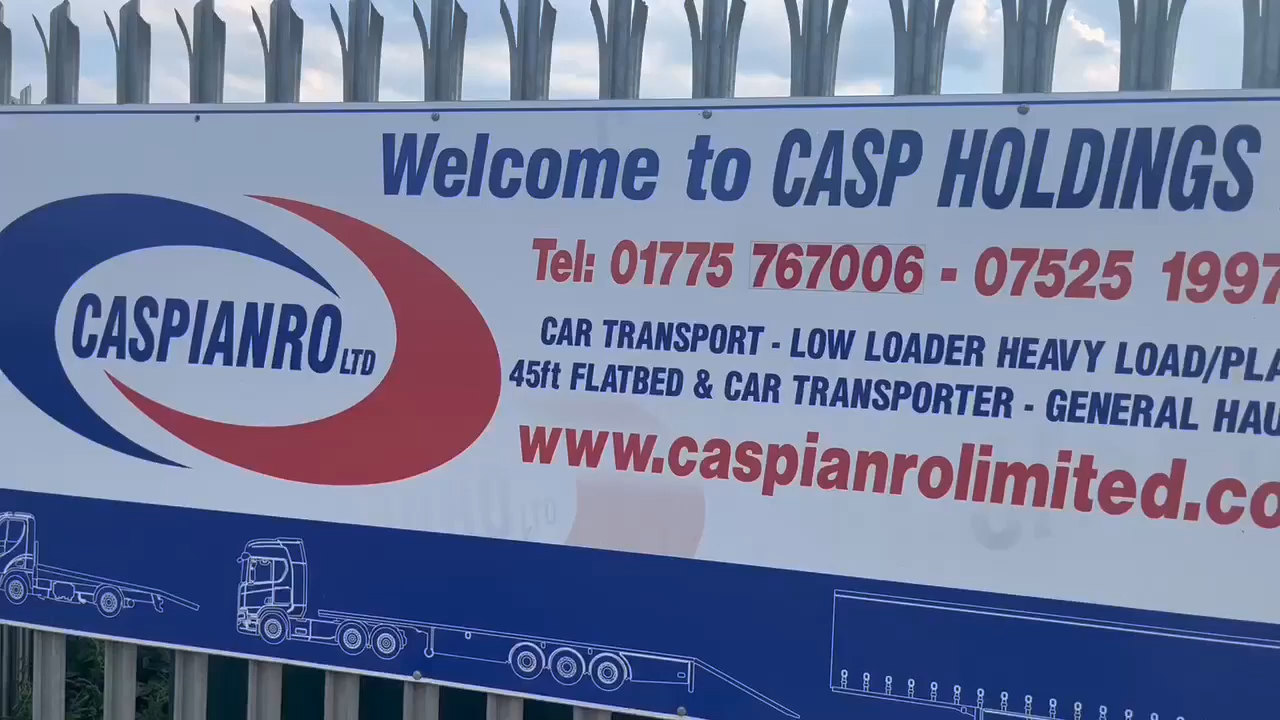 Welcome to CASP HOLDINGS
Tel: 01775 767006 - 07525 1997
CASPIANRO LTD
CAR TRANSPORT - LOW LOADER HEAVY LOAD/PLA
45ft FLATBED & CAR TRANSPORTER - GENERAL HAU
www.caspianrolimited.co